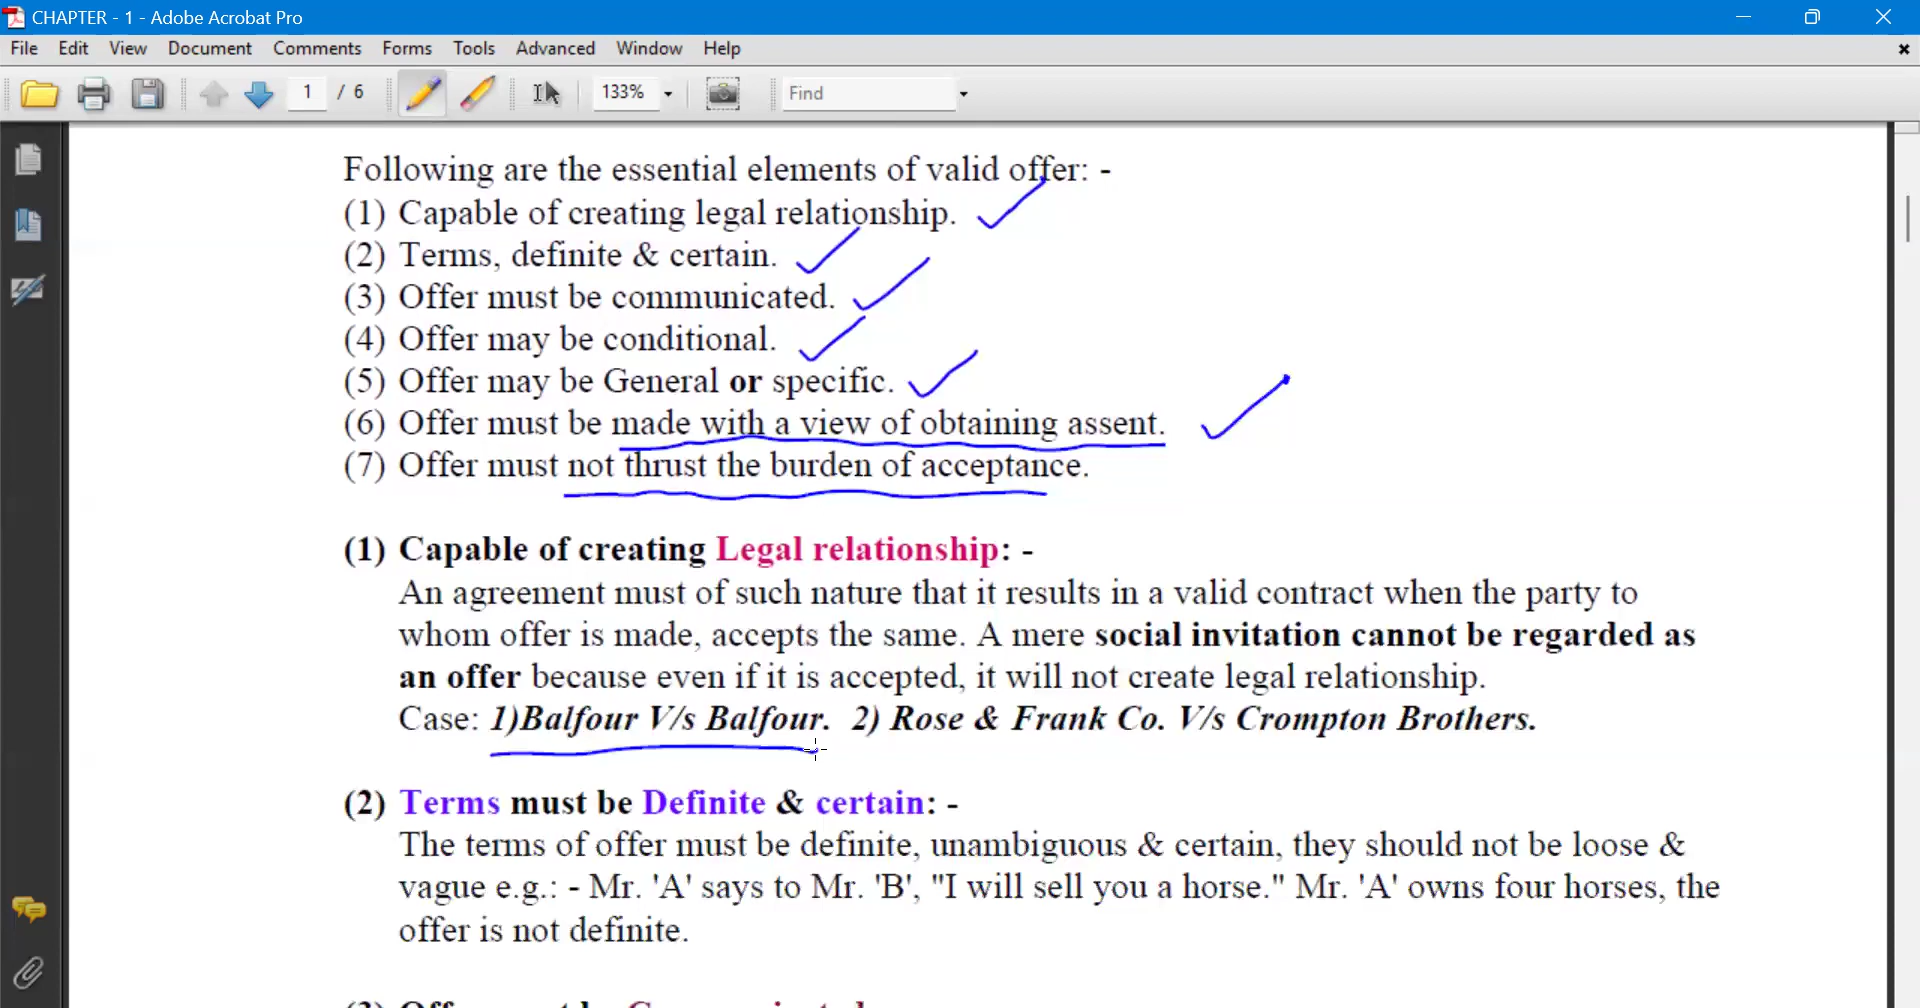 CHAPTER - 1 - Adobe Acrobat Pro
File Edit View Document Comments Forms Tools Advanced Window Help
1 / 6 133% Find
Following are the essential elements of valid offer: -
(1) Capable of creating legal relationship.
(2) Terms, definite & certain.
(3) Offer must be communicated.
(4) Offer may be conditional.
(5) Offer may be General or specific.
(6) Offer must be made with a view of obtaining assent.
(7) Offer must not thrust the burden of acceptance.
(1) Capable of creating Legal relationship: -
An agreement must of such nature that it results in a valid contract when the party to
whom offer is made, accepts the same. A mere social invitation cannot be regarded as
an offer because even if it is accepted, it will not create legal relationship.
Case: 1)Balfour V/s Balfour. 2) Rose & Frank Co. V/s Crompton Brothers.
(2) Terms must be Definite & certain: -
The terms of offer must be definite, unambiguous & certain, they should not be loose &
vague e.g.: - Mr. 'A' says to Mr. 'B', "I will sell you a horse." Mr. 'A' owns four horses, the
offer is not definite.